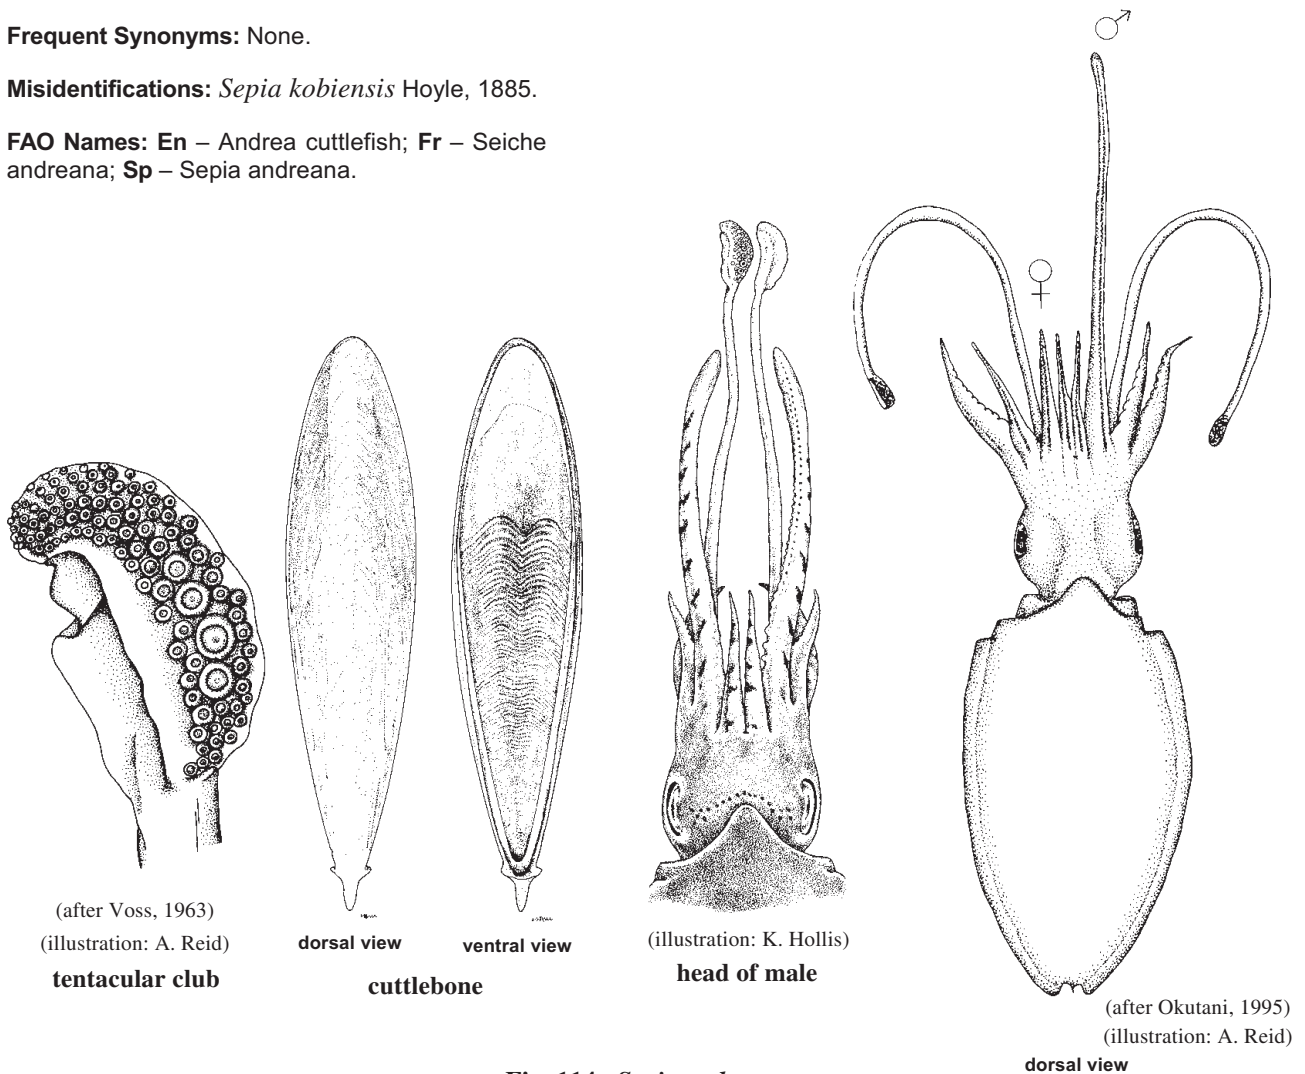 Frequent Synonyms: None.
Misidentifications: Sepia kobiensis Hoyle, 1885.
FAO Names: En – Andrea cuttlefish; Fr – Seiche
andreana; Sp – Sepia andreana.
♂
♀
(after Voss, 1963)
(illustration: A. Reid)
tentacular club
dorsal view
ventral view
cuttlebone
(illustration: K. Hollis)
head of male
(after Okutani, 1995)
(illustration: A. Reid)
dorsal view